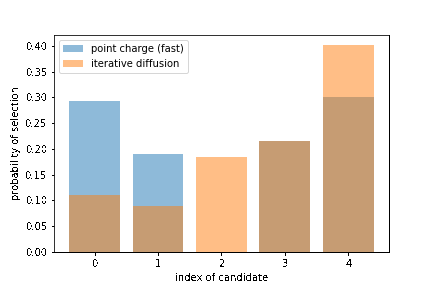 point charge (fast)
iterative diffusion
0.40
0.35
0.30
0.25
0.20
0.15
0.10
0.05
0.00
probability of selection
0 1 2 3 4
index of candidate